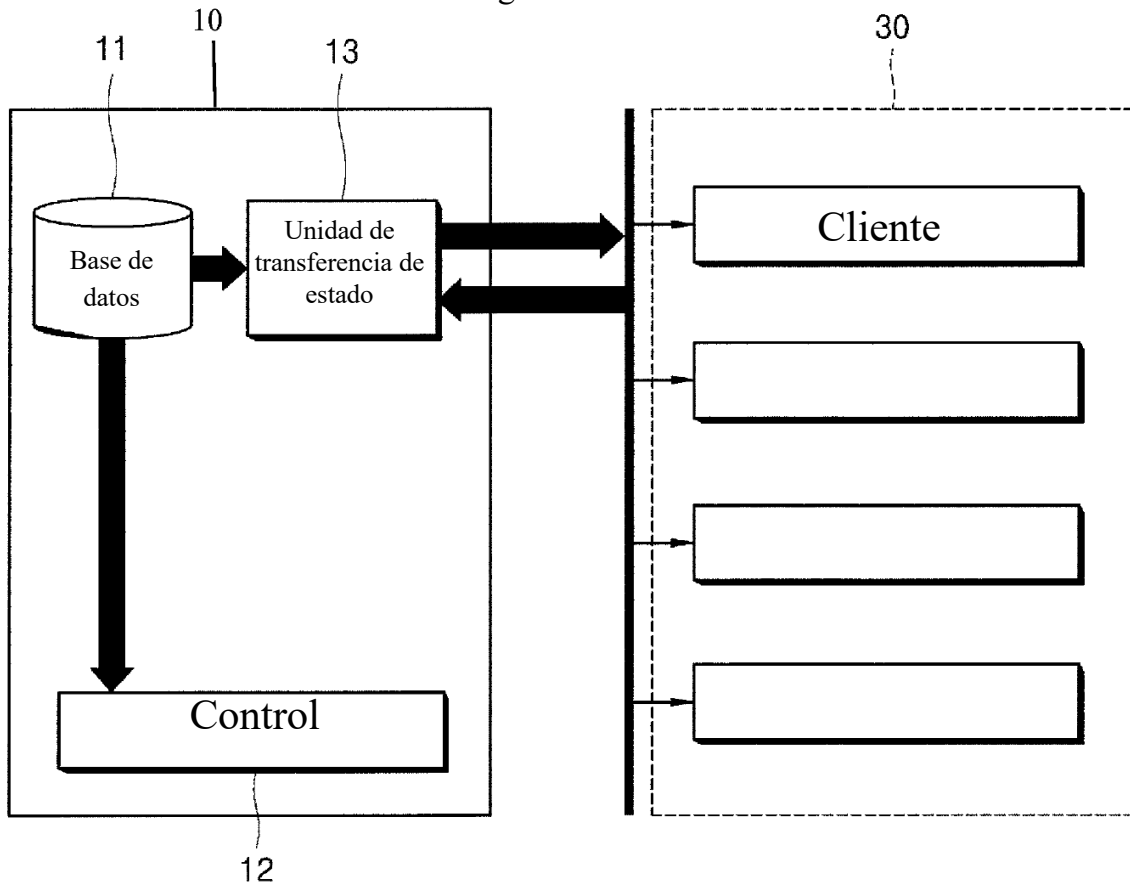 10
11
13
30
Base de
datos
Unidad de
transferencia de
estado
Cliente
Control
12